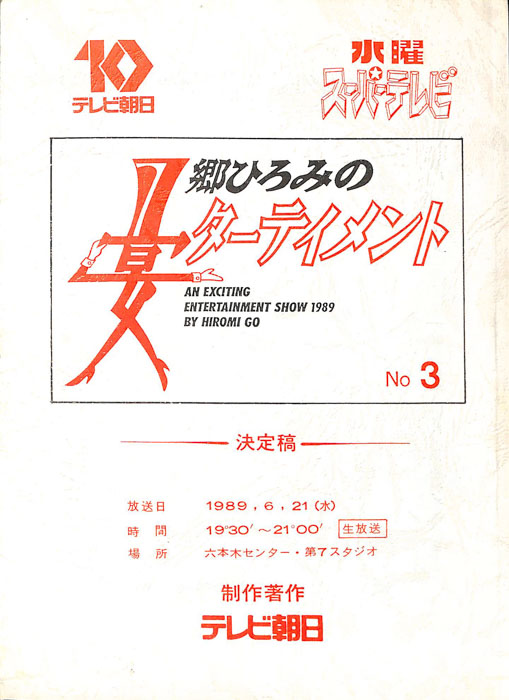 10
テレビ朝日
水曜
スーパーテレビ
郷ひろみの
宴ターティメント
AN EXCITING
ENTERTAINMENT SHOW 1989
BY HIROMI GO
No 3
決定稿
放送日 1989,6,21(水)
時間 19°30′〜21°00′ 生放送
場所 六本木センター・第7スタジオ
制作著作
テレビ朝日